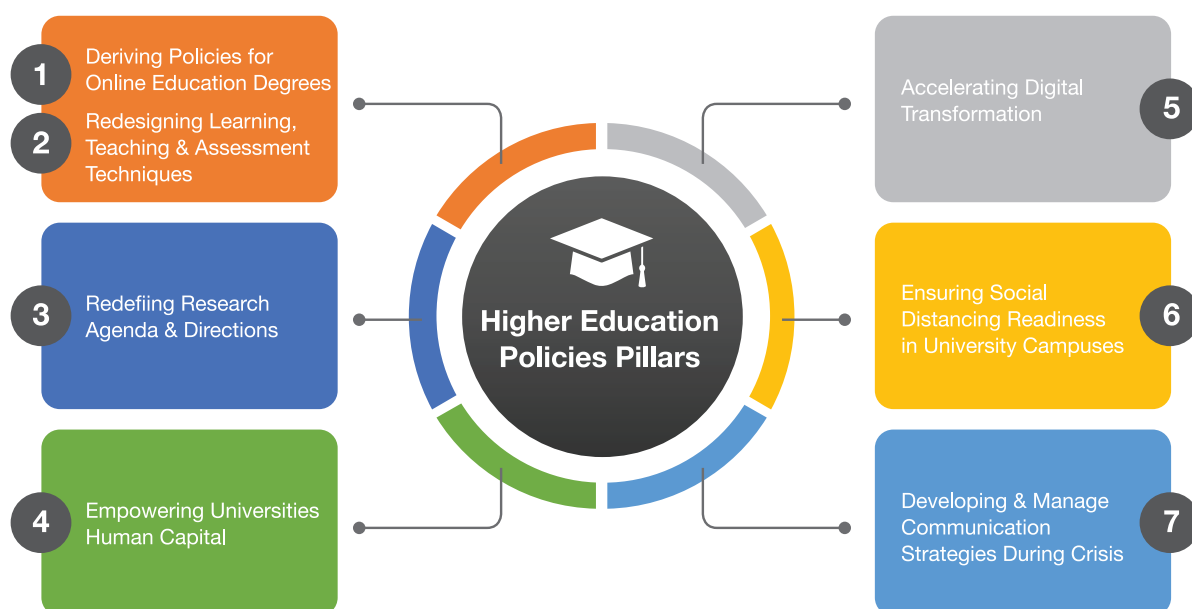 1
Deriving Policies for
Online Education Degrees
2
Redesigning Learning,
Teaching & Assessment
Techniques
3
Redefiing Research
Agenda & Directions
4
Empowering Universities
Human Capital
Higher Education
Policies Pillars
Accelerating Digital
Transformation
5
Ensuring Social
Distancing Readiness
in University Campuses
6
Developing & Manage
Communication
Strategies During Crisis
7